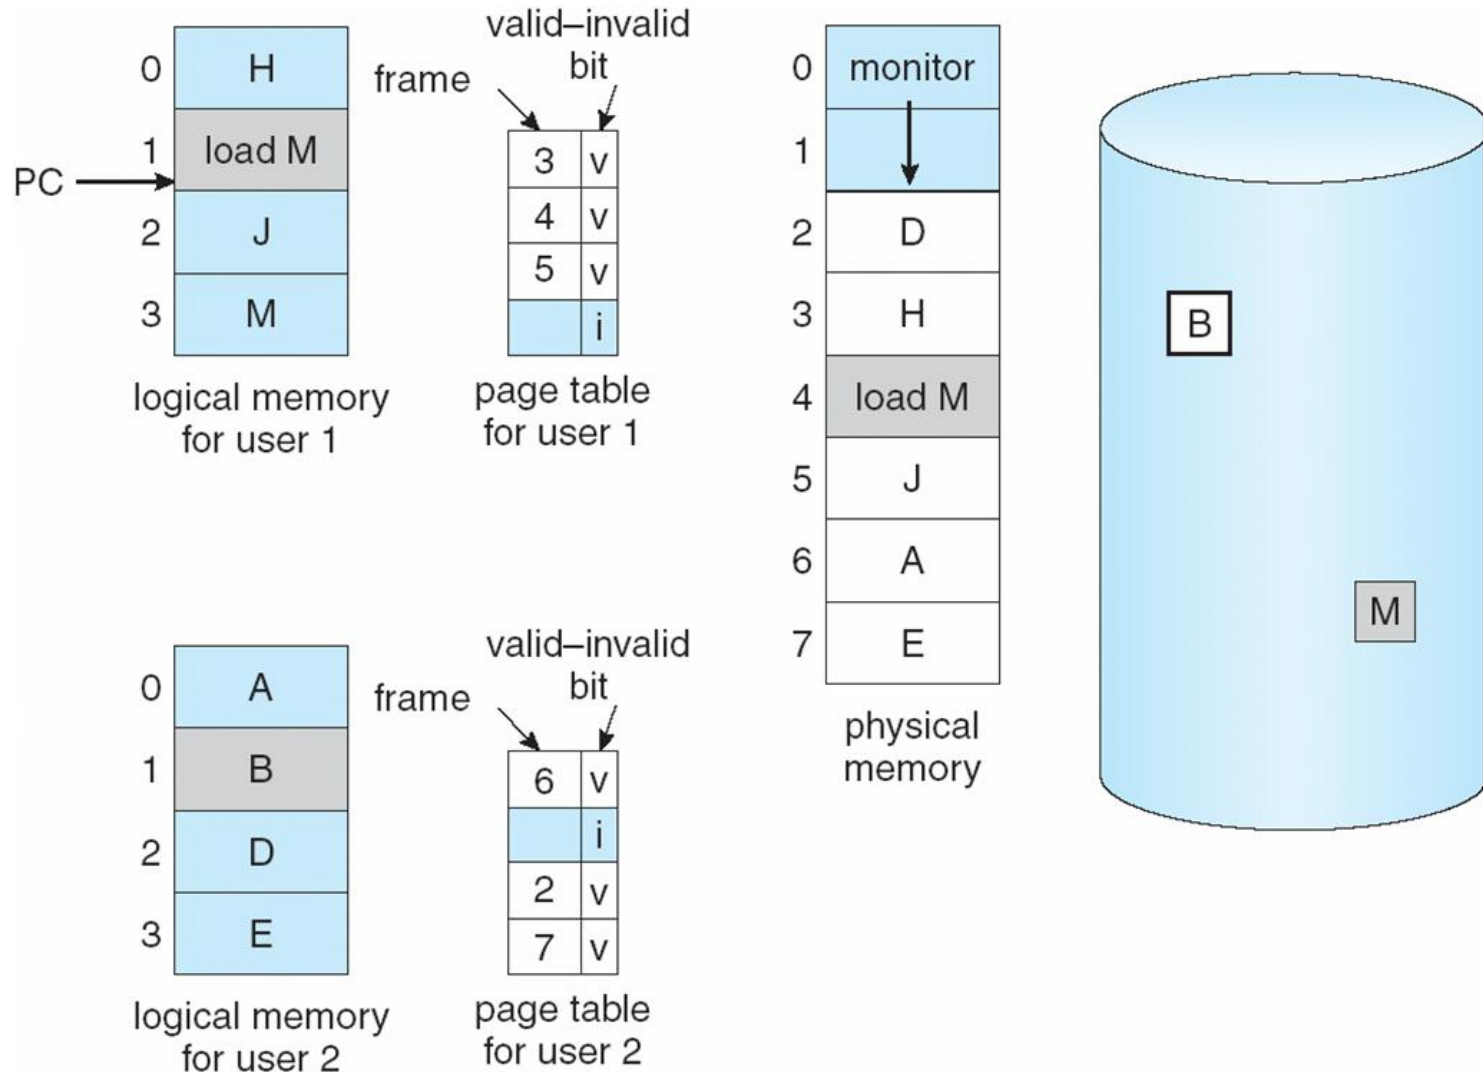 valid–invalid
bit
frame
0 H
1 load M
PC
2 J
3 M
3 v
4 v
5 v
i
logical memory
for user 1
page table
for user 1
0 monitor
1
2 D
3 H
4 load M
5 J
6 A
7 E
physical
memory
B
M
valid–invalid
bit
frame
0 A
1 B
2 D
3 E
6 v
i
2 v
7 v
logical memory
for user 2
page table
for user 2